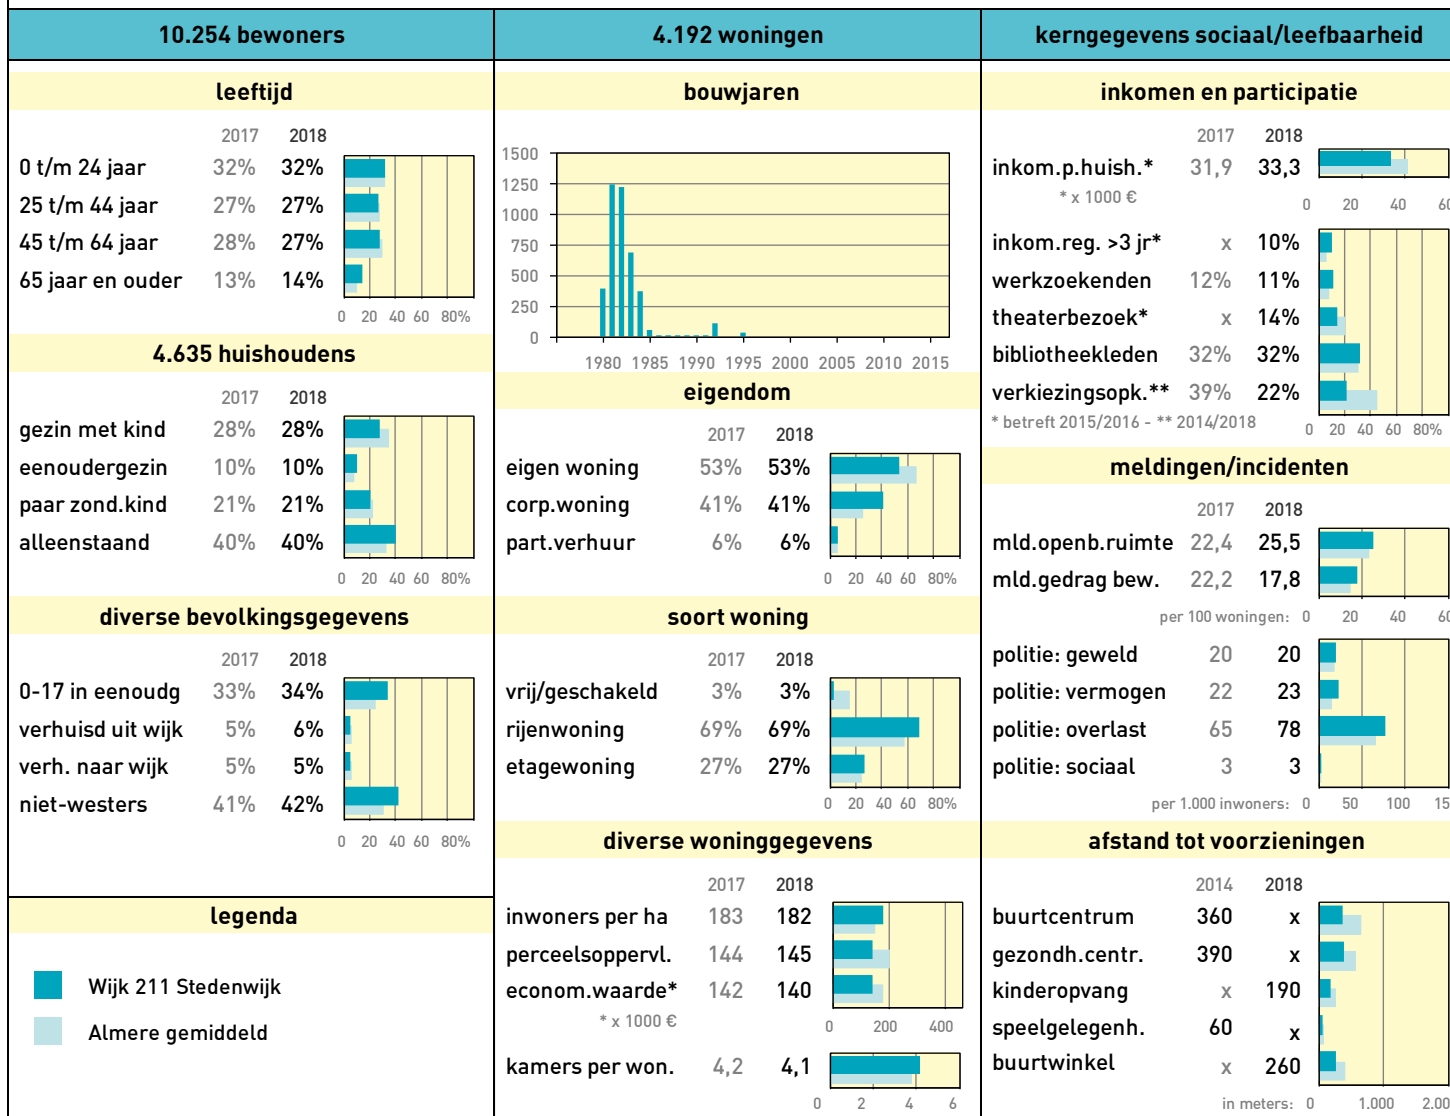 10.254 bewoners
leeftijd
2017 2018
0 t/m 24 jaar 32% 32%
25 t/m 44 jaar 27% 27%
45 t/m 64 jaar 28% 27%
65 jaar en ouder 13% 14%
0 20 40 60 80%
4.635 huishoudens
2017 2018
gezin met kind 28% 28%
eenoudergezin 10% 10%
paar zond.kind 21% 21%
alleenstaand 40% 40%
0 20 40 60 80%
diverse bevolkingsgegevens
2017 2018
0-17 in eenoudg 33% 34%
verhuisd uit wijk 5% 6%
verh. naar wijk 5% 5%
niet-westers 41% 42%
0 20 40 60 80%
legenda
Wijk 211 Stedenwijk
Almere gemiddeld
4.192 woningen
bouwjaren
1500
1250
1000
750
500
250
0
1980 1985 1990 1995 2000 2005 2010 2015
eigendom
2017 2018
eigen woning 53% 53%
corp.woning 41% 41%
part.verhuur 6% 6%
0 20 40 60 80%
soort woning
2017 2018
vrij/geschakeld 3% 3%
rijenwoning 69% 69%
etagewoning 27% 27%
0 20 40 60 80%
diverse woninggegevens
2017 2018
inwoners per ha 183 182
perceelsoppervl. 144 145
econom.waarde* 142 140
* x 1000 €
0 200 400
kamers per won. 4,2 4,1
0 2 4 6
kerngegevens sociaal/leefbaarheid
inkomen en participatie
2017 2018
inkom.p.huish.* 31,9 33,3
* x 1000 €
0 20 40 60
inkom.reg. >3 jr* x 10%
werkzoekenden 12% 11%
theaterbezoek* x 14%
bibliotheekleden 32% 32%
verkiezingsopk.** 39% 22%
* betreft 2015/2016 - ** 2014/2018
0 20 40 60 80%
meldingen/incidenten
2017 2018
mld.openb.ruimte 22,4 25,5
mld.gedrag bew. 22,2 17,8
per 100 woningen: 0 20 40 60
politie: geweld 20 20
politie: vermogen 22 23
politie: overlast 65 78
politie: sociaal 3 3
per 1.000 inwoners: 0 50 100 15
afstand tot voorzieningen
2014 2018
buurtcentrum 360 x
gezondh.centr. 390 x
kinderopvang x 190
speelgelegenh. 60 x
buurtwinkel x 260
in meters: 0 1.000 2.00